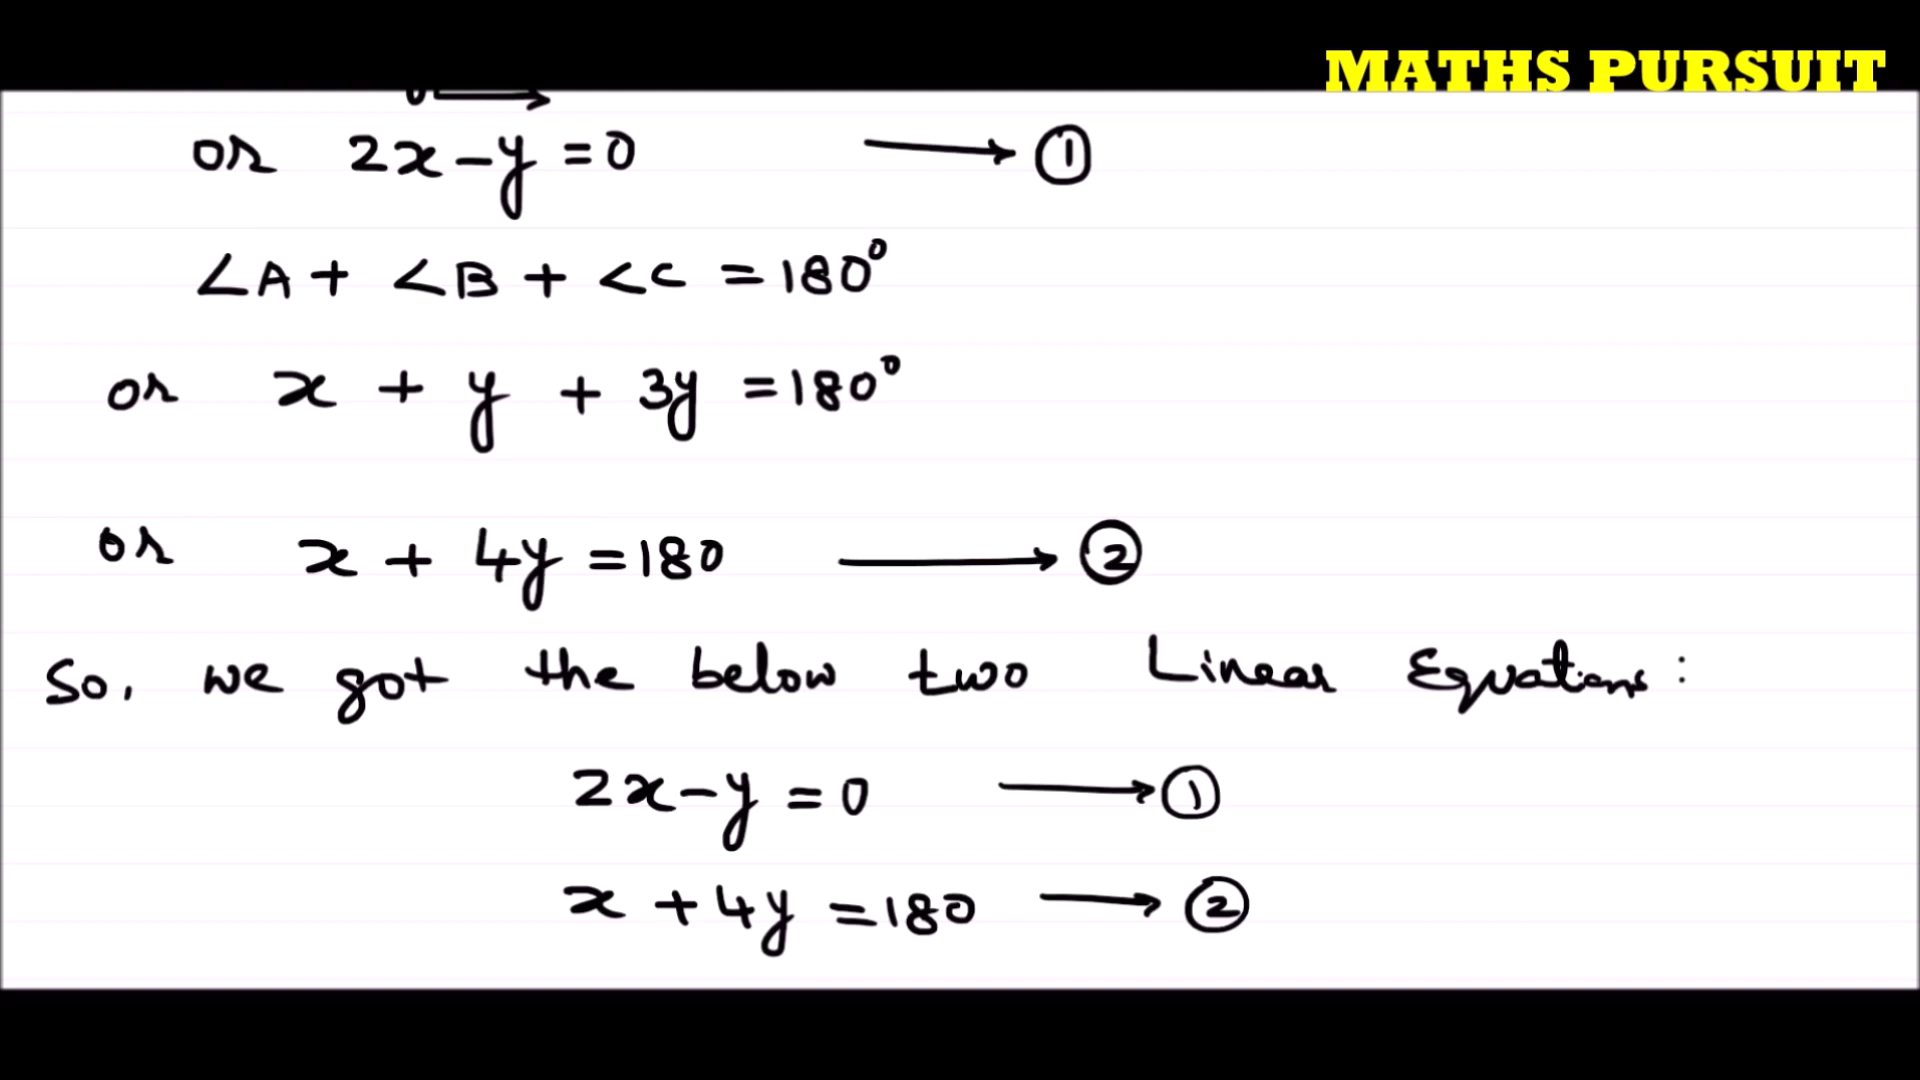 MATHS PURSUIT
or 2x-y=0 → ①
∠A+ ∠B + ∠C =180°
or x + y + 3y =180°
or x + 4y =180 → ②
So, we got the below two Linear Equations:
2x-y = 0 → ①
x +4y =180 → ②